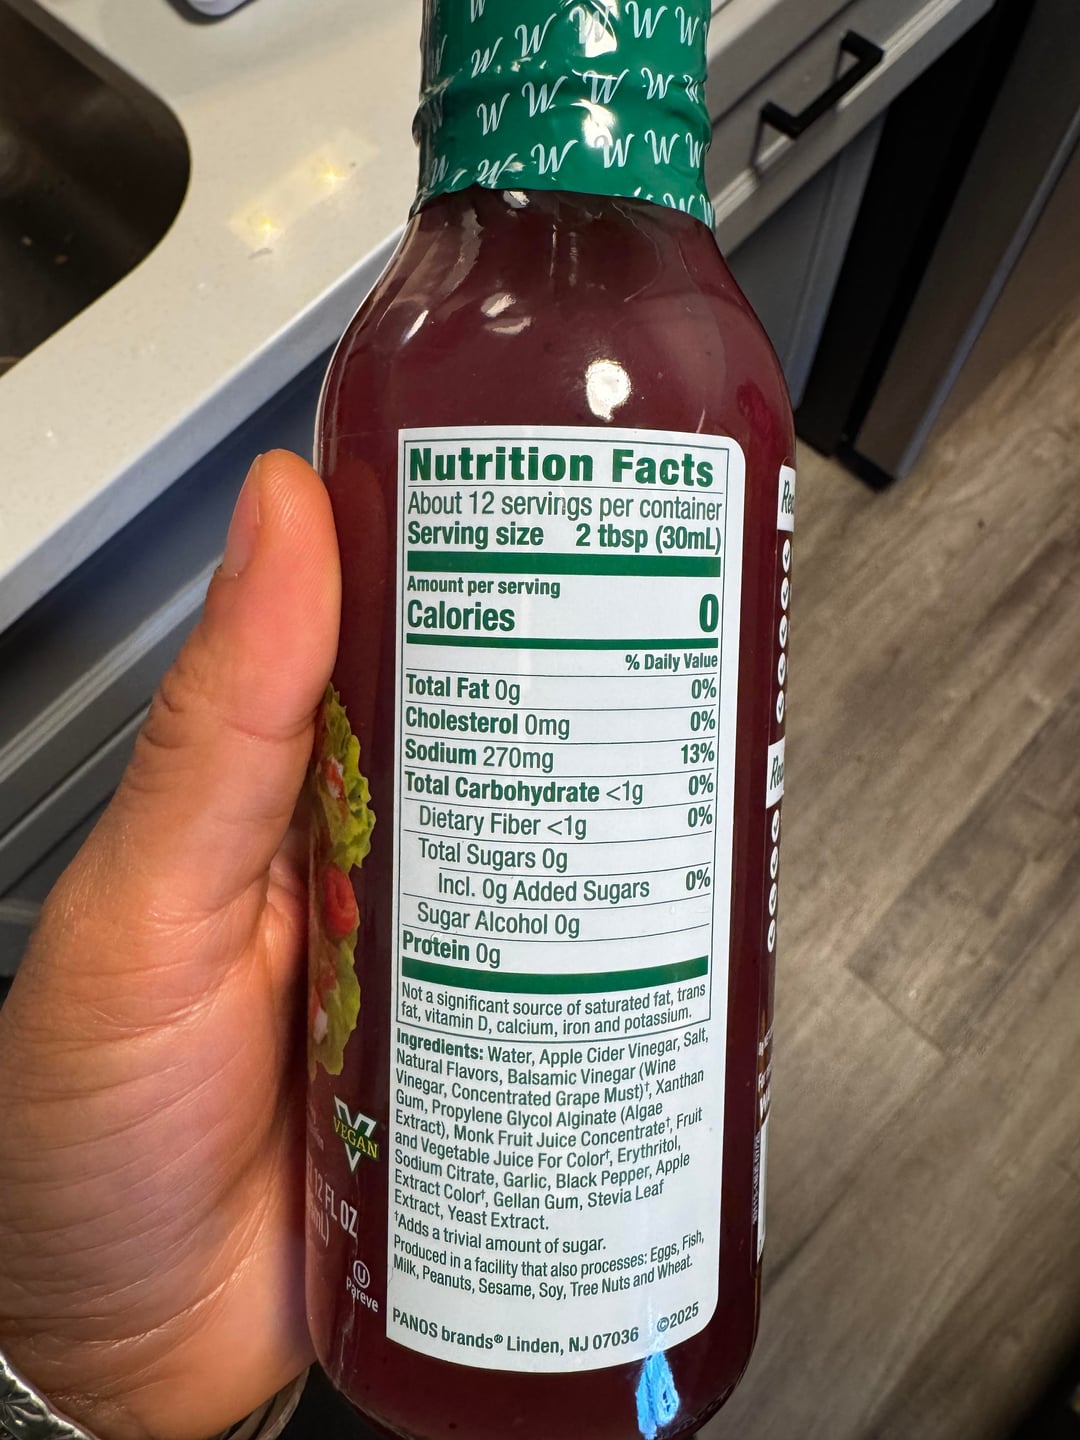 W W W W W
W W W W W
W W W W W
W W W W W W
W W W
Nutrition Facts
About 12 servings per container
Serving size 2 tbsp (30mL)
Amount per serving
Calories 0
% Daily Value
Total Fat 0g 0%
Cholesterol 0mg 0%
Sodium 270mg 13%
Total Carbohydrate <1g 0%
Dietary Fiber <1g 0%
Total Sugars 0g
Incl. 0g Added Sugars 0%
Sugar Alcohol 0g
Protein 0g
Not a significant source of saturated fat, trans
fat, vitamin D, calcium, iron and potassium.
Ingredients: Water, Apple Cider Vinegar, Salt,
Natural Flavors, Balsamic Vinegar (Wine
Vinegar, Concentrated Grape Must)†, Xanthan
Gum, Propylene Glycol Alginate (Algae
Extract), Monk Fruit Juice Concentrate†, Fruit
and Vegetable Juice For Color†, Erythritol,
Sodium Citrate, Garlic, Black Pepper, Apple
Extract Color†, Gellan Gum, Stevia Leaf
Extract, Yeast Extract.
†Adds a trivial amount of sugar.
Produced in a facility that also processes: Eggs, Fish,
Milk, Peanuts, Sesame, Soy, Tree Nuts and Wheat.
PANOS brands® Linden, NJ 07036 ©2025
VEGAN
12 FL OZ
U
Pareve